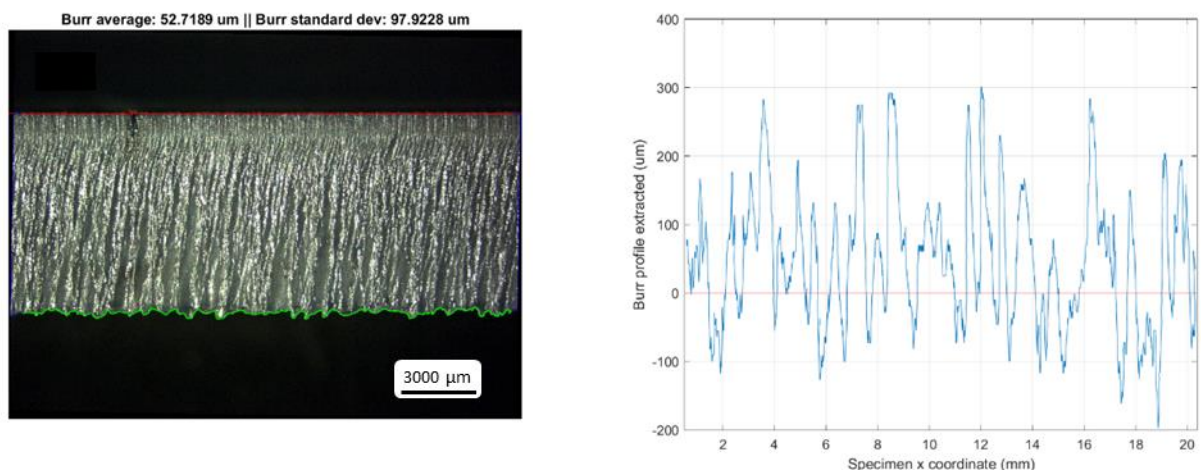 Burr average: 52.7189 um || Burr standard dev: 97.9228 um
3000 μm
400
300
200
100
0
-100
-200
Burr profile extracted (um)
2 4 6 8 10 12 14 16 18 20
Specimen x coordinate (mm)